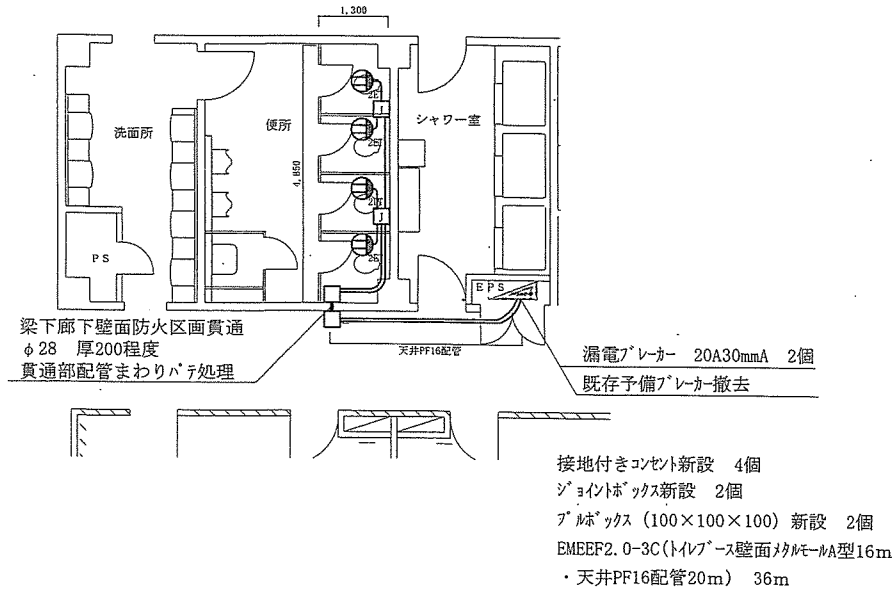 1,300
洗面所
便所
シャワー室
4,850
2E
J
2ET
2ET
J
2E
PS
EPS
天井PF16配管
梁下廊下壁面防火区画貫通
φ28 厚200程度
貫通部配管まわりパテ処理
漏電ブレーカー 20A30mmA 2個
既存予備ブレーカー撤去
接地付きコンセント新設 4個
ジョイントボックス新設 2個
プルボックス (100×100×100) 新設 2個
EMEEF2.0-3C(トイレブース壁面メタルモールA型16m
・天井PF16配管20m) 36m